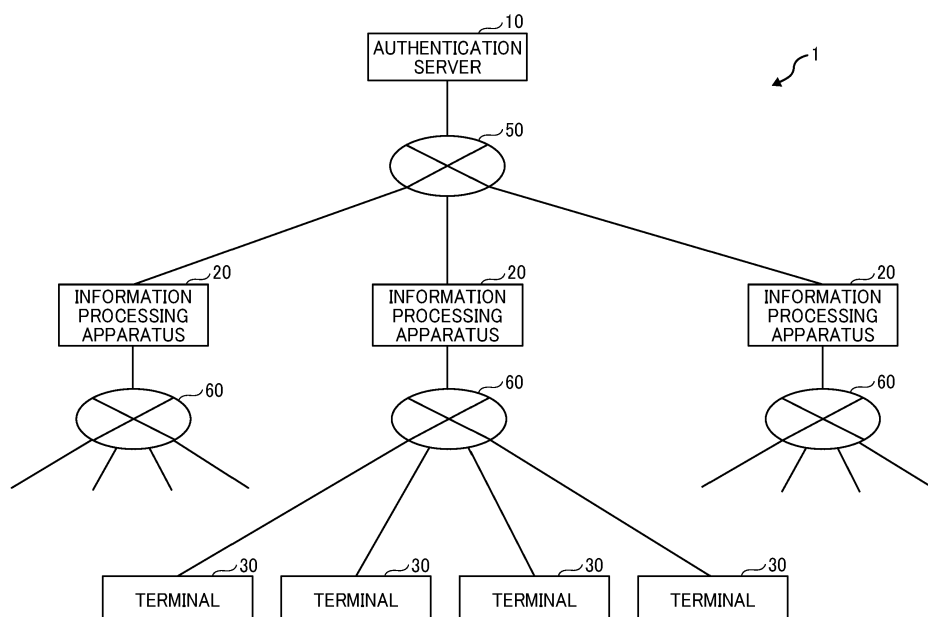 10
AUTHENTICATION
SERVER
1
50
20
20
20
INFORMATION
PROCESSING
APPARATUS
INFORMATION
PROCESSING
APPARATUS
INFORMATION
PROCESSING
APPARATUS
60
60
60
30
30
30
30
TERMINAL
TERMINAL
TERMINAL
TERMINAL